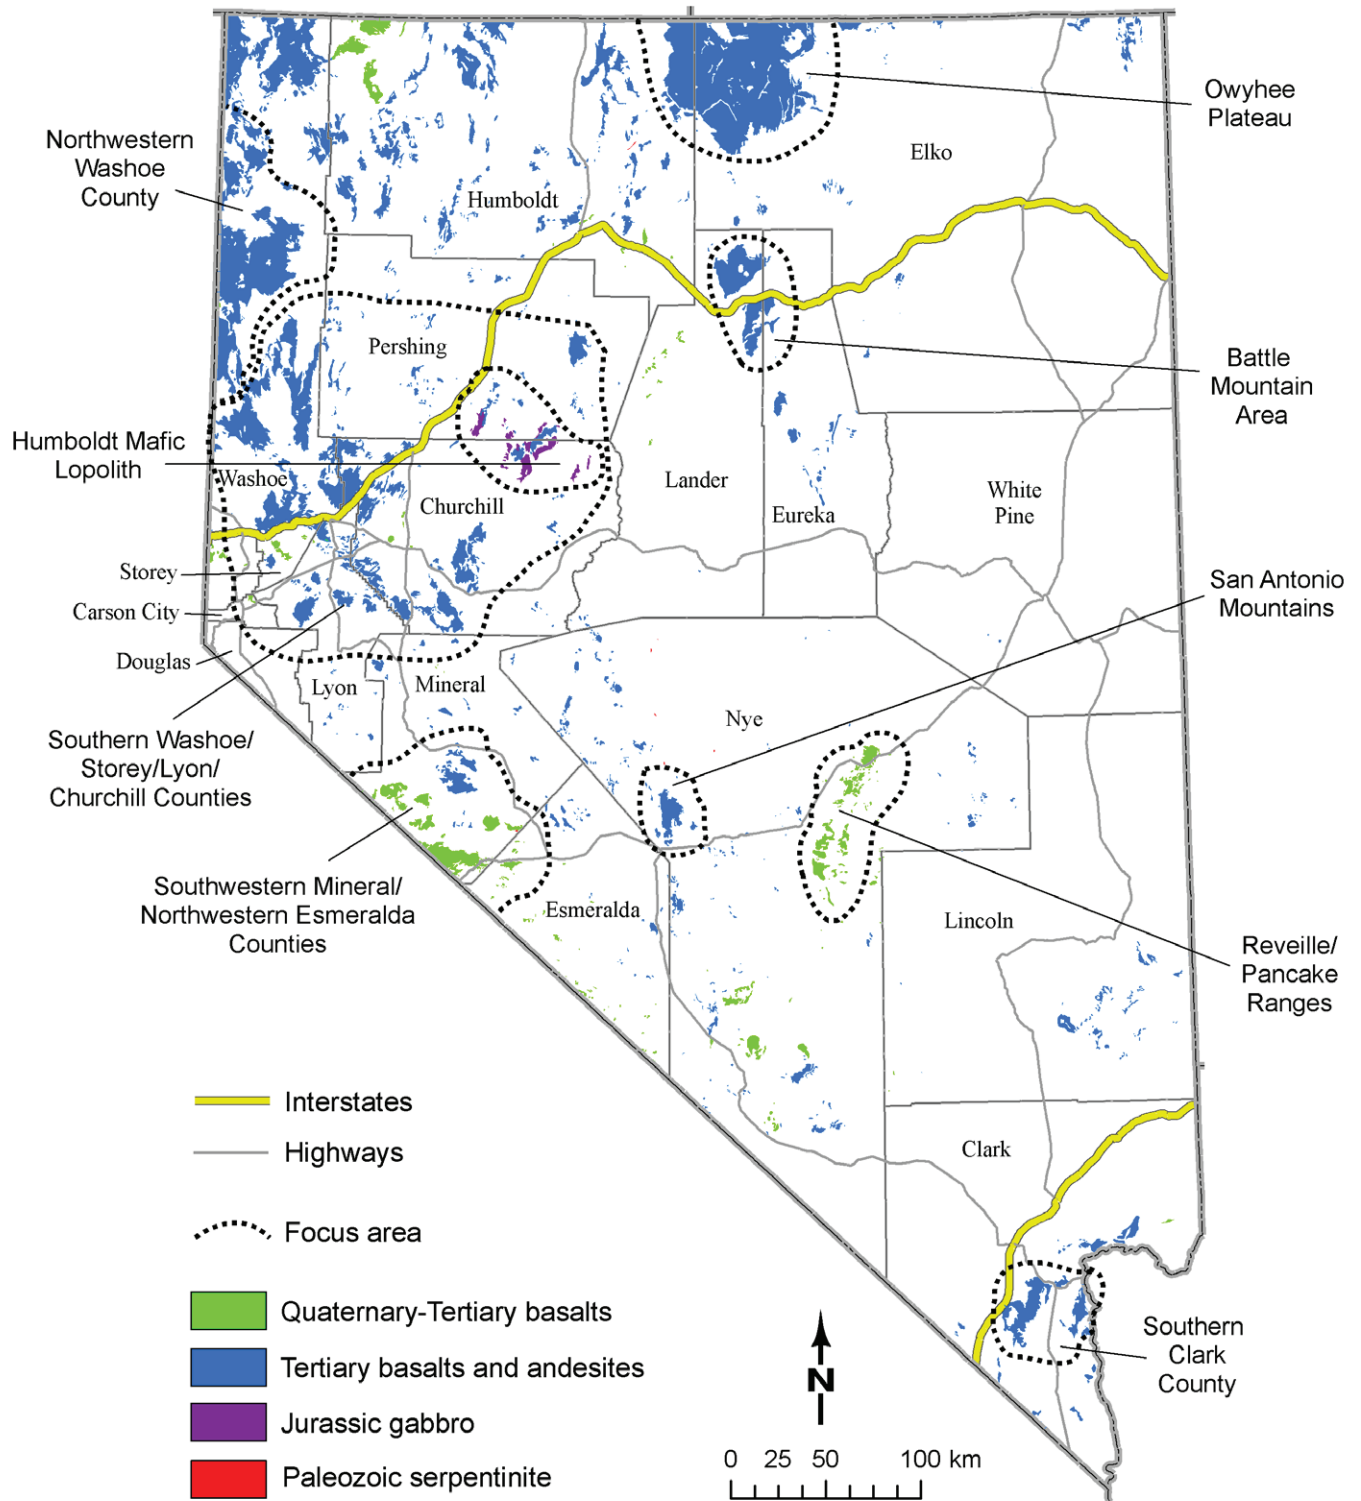 Owyhee
Plateau
Northwestern
Washoe
County
Elko
Humboldt
Pershing
Battle
Mountain
Area
Humboldt Mafic
Lopolith
Washoe
Churchill
Lander
Eureka
White
Pine
Storey
Carson City
Douglas
San Antonio
Mountains
Lyon
Mineral
Nye
Southern Washoe/
Storey/Lyon/
Churchill Counties
Southwestern Mineral/
Northwestern Esmeralda
Counties
Esmeralda
Lincoln
Reveille/
Pancake
Ranges
Clark
Southern
Clark
County
Interstates
Highways
Focus area
Quaternary-Tertiary basalts
Tertiary basalts and andesites
Jurassic gabbro
Paleozoic serpentinite
N
0 25 50 100 km